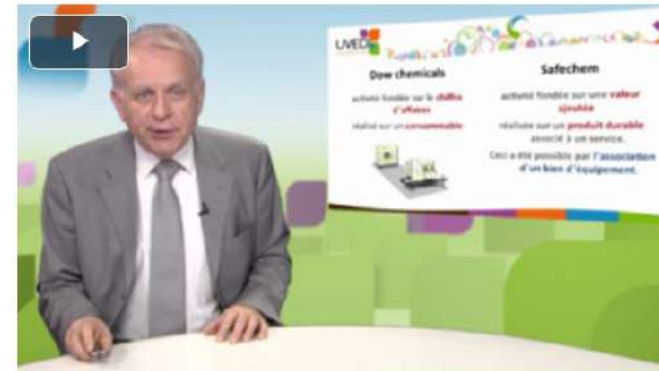 UVED
Dow chemicals
activité fondée sur le chiffre
d'affaires
réalisé sur un consommable
Safechem
activité fondée sur une valeur
ajoutée
réalisée sur un produit durable
associé à un service.
Ceci a été possible par l'association
d'un bien d'équipement.